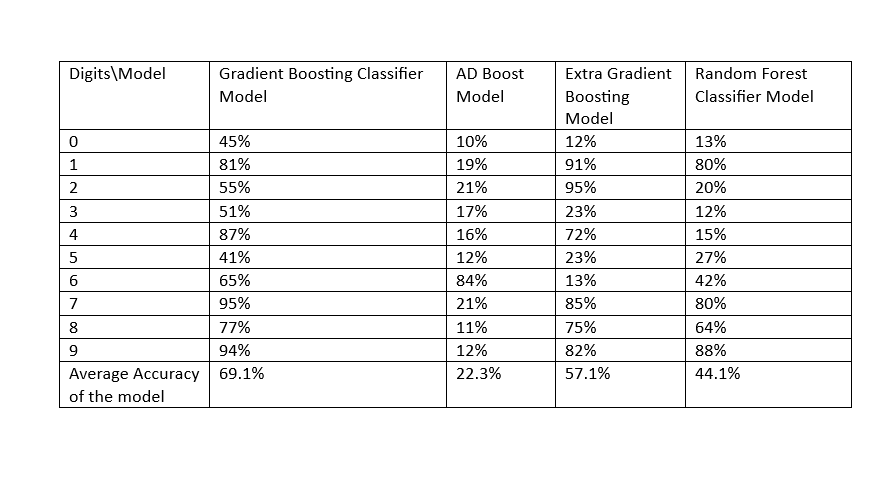 Digits\Model Gradient Boosting Classifier Model AD Boost Model Extra Gradient Boosting Model Random Forest Classifier Model
0 45% 10% 12% 13%
1 81% 19% 91% 80%
2 55% 21% 95% 20%
3 51% 17% 23% 12%
4 87% 16% 72% 15%
5 41% 12% 23% 27%
6 65% 84% 13% 42%
7 95% 21% 85% 80%
8 77% 11% 75% 64%
9 94% 12% 82% 88%
Average Accuracy of the model 69.1% 22.3% 57.1% 44.1%